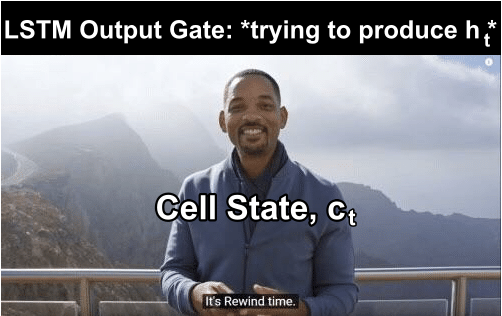 LSTM Output Gate: *trying to produce hₜ*
Cell State, cₜ
It's Rewind time.